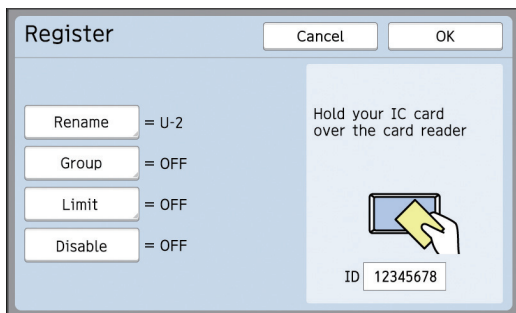 Register
Cancel
OK
Rename = U-2
Group = OFF
Limit = OFF
Disable = OFF
Hold your IC card
over the card reader
ID 12345678